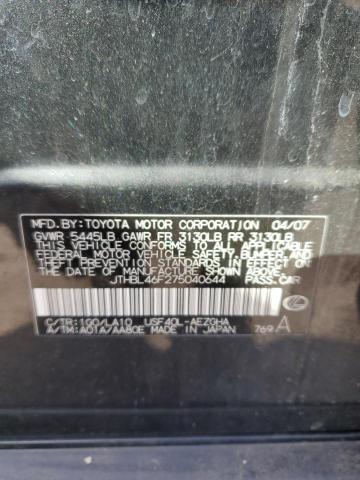 MFD.BY:TOYOTA MOTOR CORPORATION 04/07
GVWR 5445LB GAWR FR 3130LB RR 3130LB
THIS VEHICLE CONFORMS TO ALL APPLICABLE
FEDERAL MOTOR VEHICLE SAFETY,BUMPER,AND
THEFT PREVENTION STANDARDS IN EFFECT ON
THE DATE OF MANUFACTURE SHOWN ABOVE.
JTHBL46F275040644 PASS.CAR
C/TR:1G0/LA10 USF40L-AEZGHA
A/TM:A01A/AA80E MADE IN JAPAN 769 A